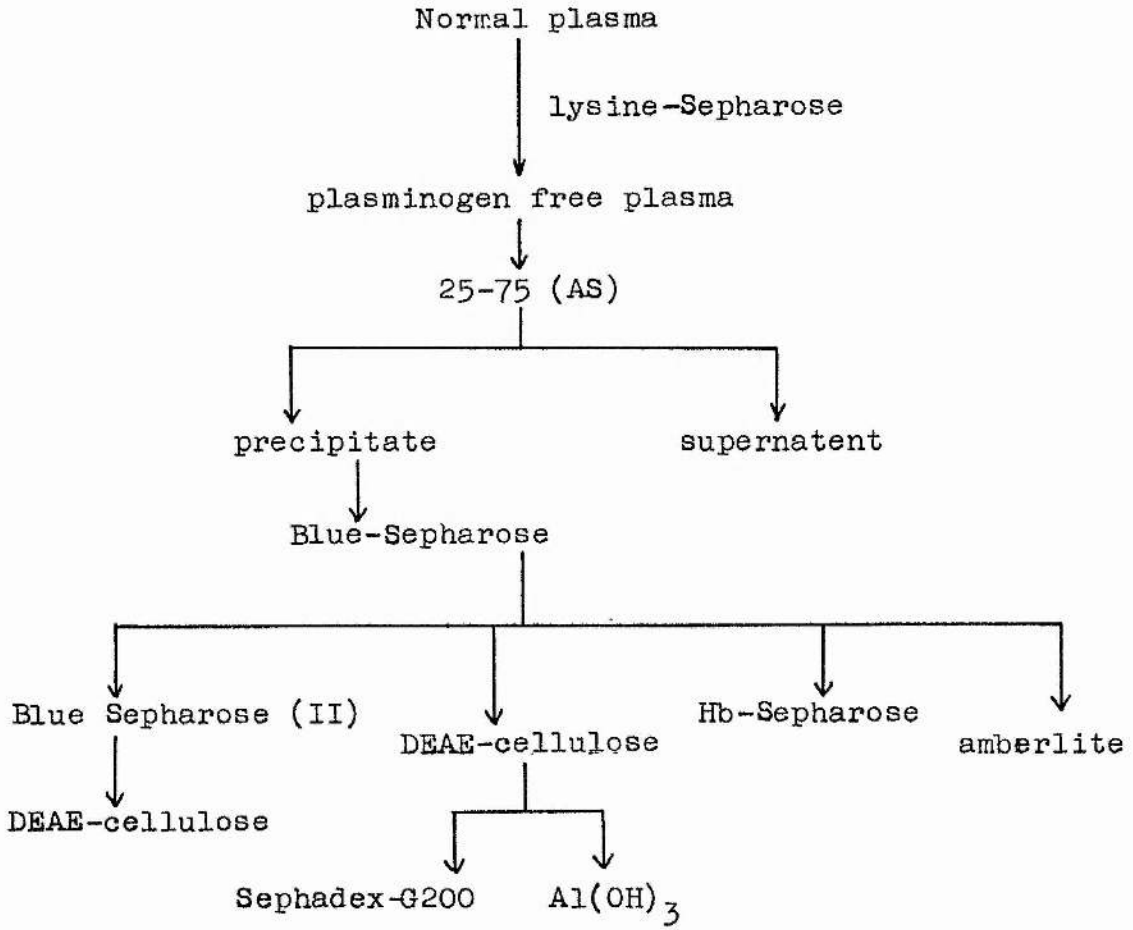 Normal plasma
lysine-Sepharose
plasminogen free plasma
25-75 (AS)
precipitate
supernatent
Blue-Sepharose
Blue Sepharose (II)
DEAE-cellulose
Hb-Sepharose
amberlite
DEAE-cellulose
Sephadex-G200
Al(OH)3